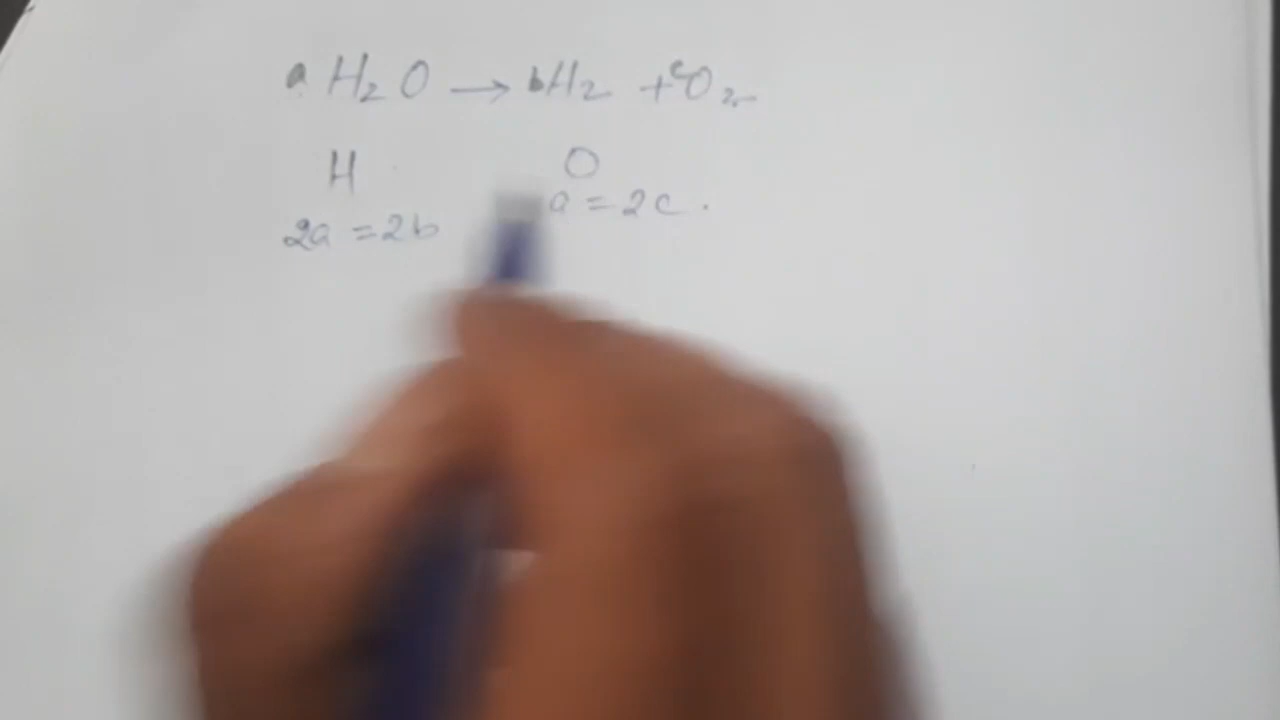 a H₂O → bH₂ + cO₂
H O
2a = 2b a = 2c.